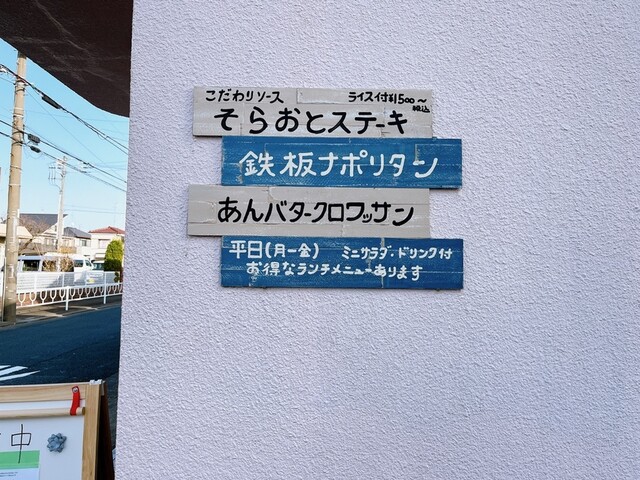 こだわりソース ライス付¥1500〜
税込
そらおとステーキ
鉄板ナポリタン
あんバタークロワッサン
平日(月ー金) ミニサラダ・ドリンク付
お得なランチメニューあります
中